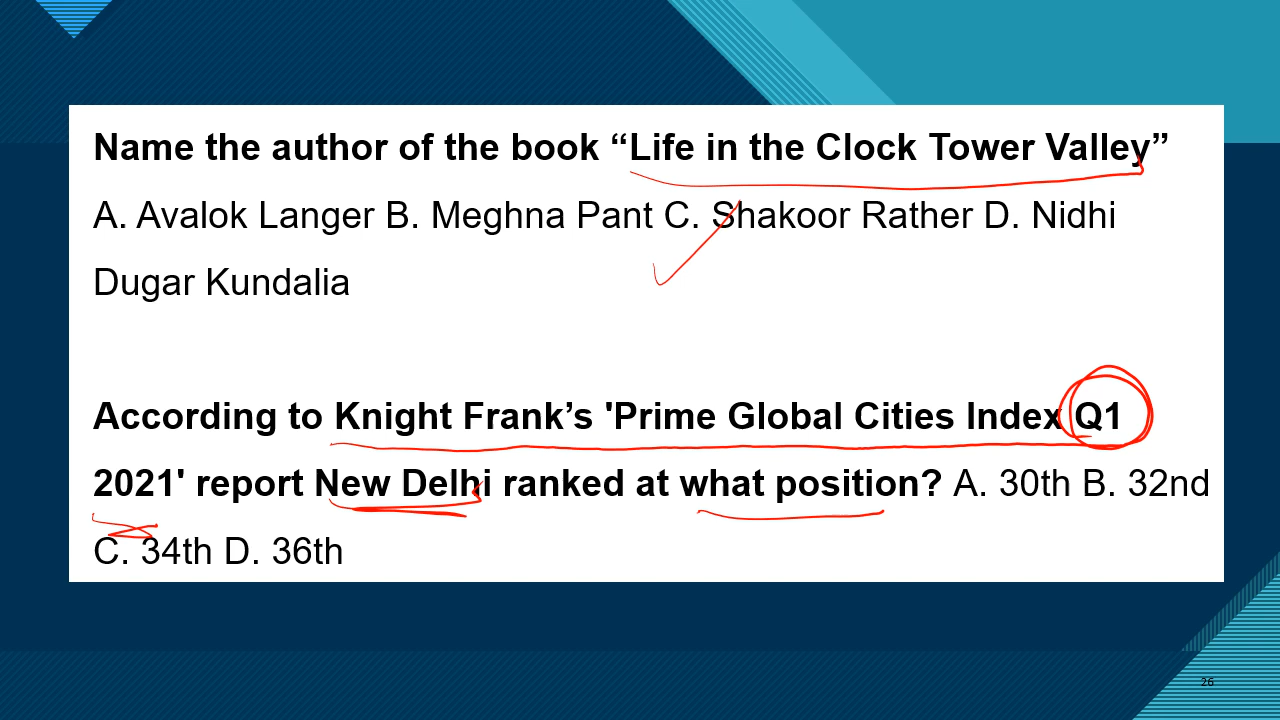 Name the author of the book “Life in the Clock Tower Valley”
A. Avalok Langer B. Meghna Pant C. Shakoor Rather D. Nidhi
Dugar Kundalia
According to Knight Frank’s 'Prime Global Cities Index Q1
2021' report New Delhi ranked at what position? A. 30th B. 32nd
C. 34th D. 36th
26